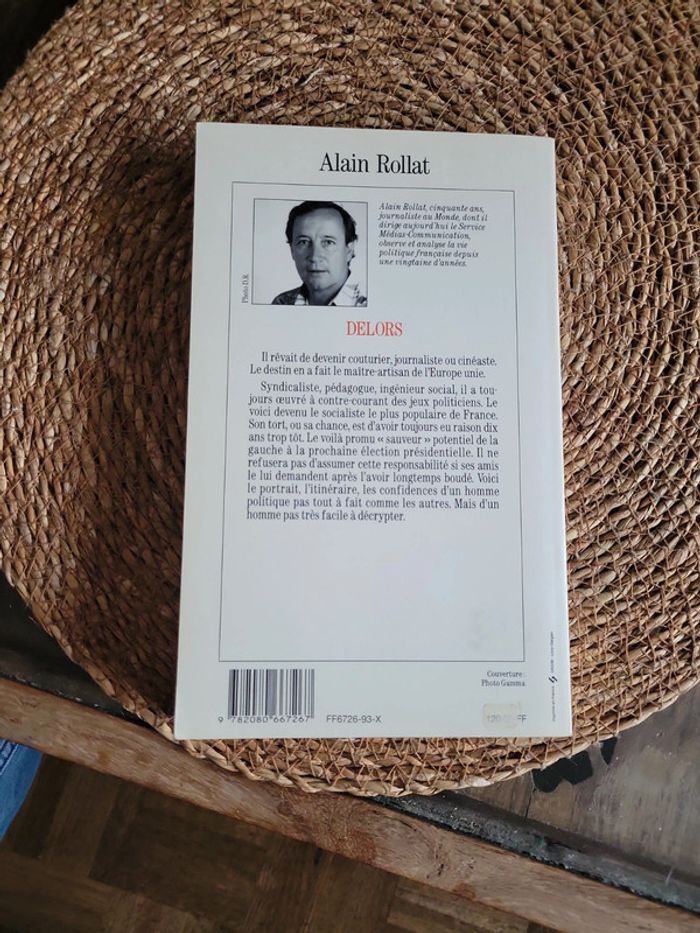 Alain Rollat
Photo D.R.
Alain Rollat, cinquante ans,
journaliste au Monde, dont il
dirige aujourd'hui le Service
Médias-Communication,
observe et analyse la vie
politique française depuis
une vingtaine d'années.
DELORS
Il rêvait de devenir couturier, journaliste ou cinéaste.
Le destin en a fait le maître-artisan de l'Europe unie.
Syndicaliste, pédagogue, ingénieur social, il a tou-
jours œuvré à contre-courant des jeux politiciens. Le
voici devenu le socialiste le plus populaire de France.
Son tort, ou sa chance, est d'avoir toujours eu raison dix
ans trop tôt. Le voilà promu « sauveur » potentiel de la
gauche à la prochaine élection présidentielle. Il ne
refusera pas d'assumer cette responsabilité si ses amis
le lui demandent après l'avoir longtemps boudé. Voici
le portrait, l'itinéraire, les confidences d'un homme
politique pas tout à fait comme les autres. Mais d'un
homme pas très facile à décrypter.
Couverture:
Photo Gamma
9 782080 667267
FF6726-93-X
FF